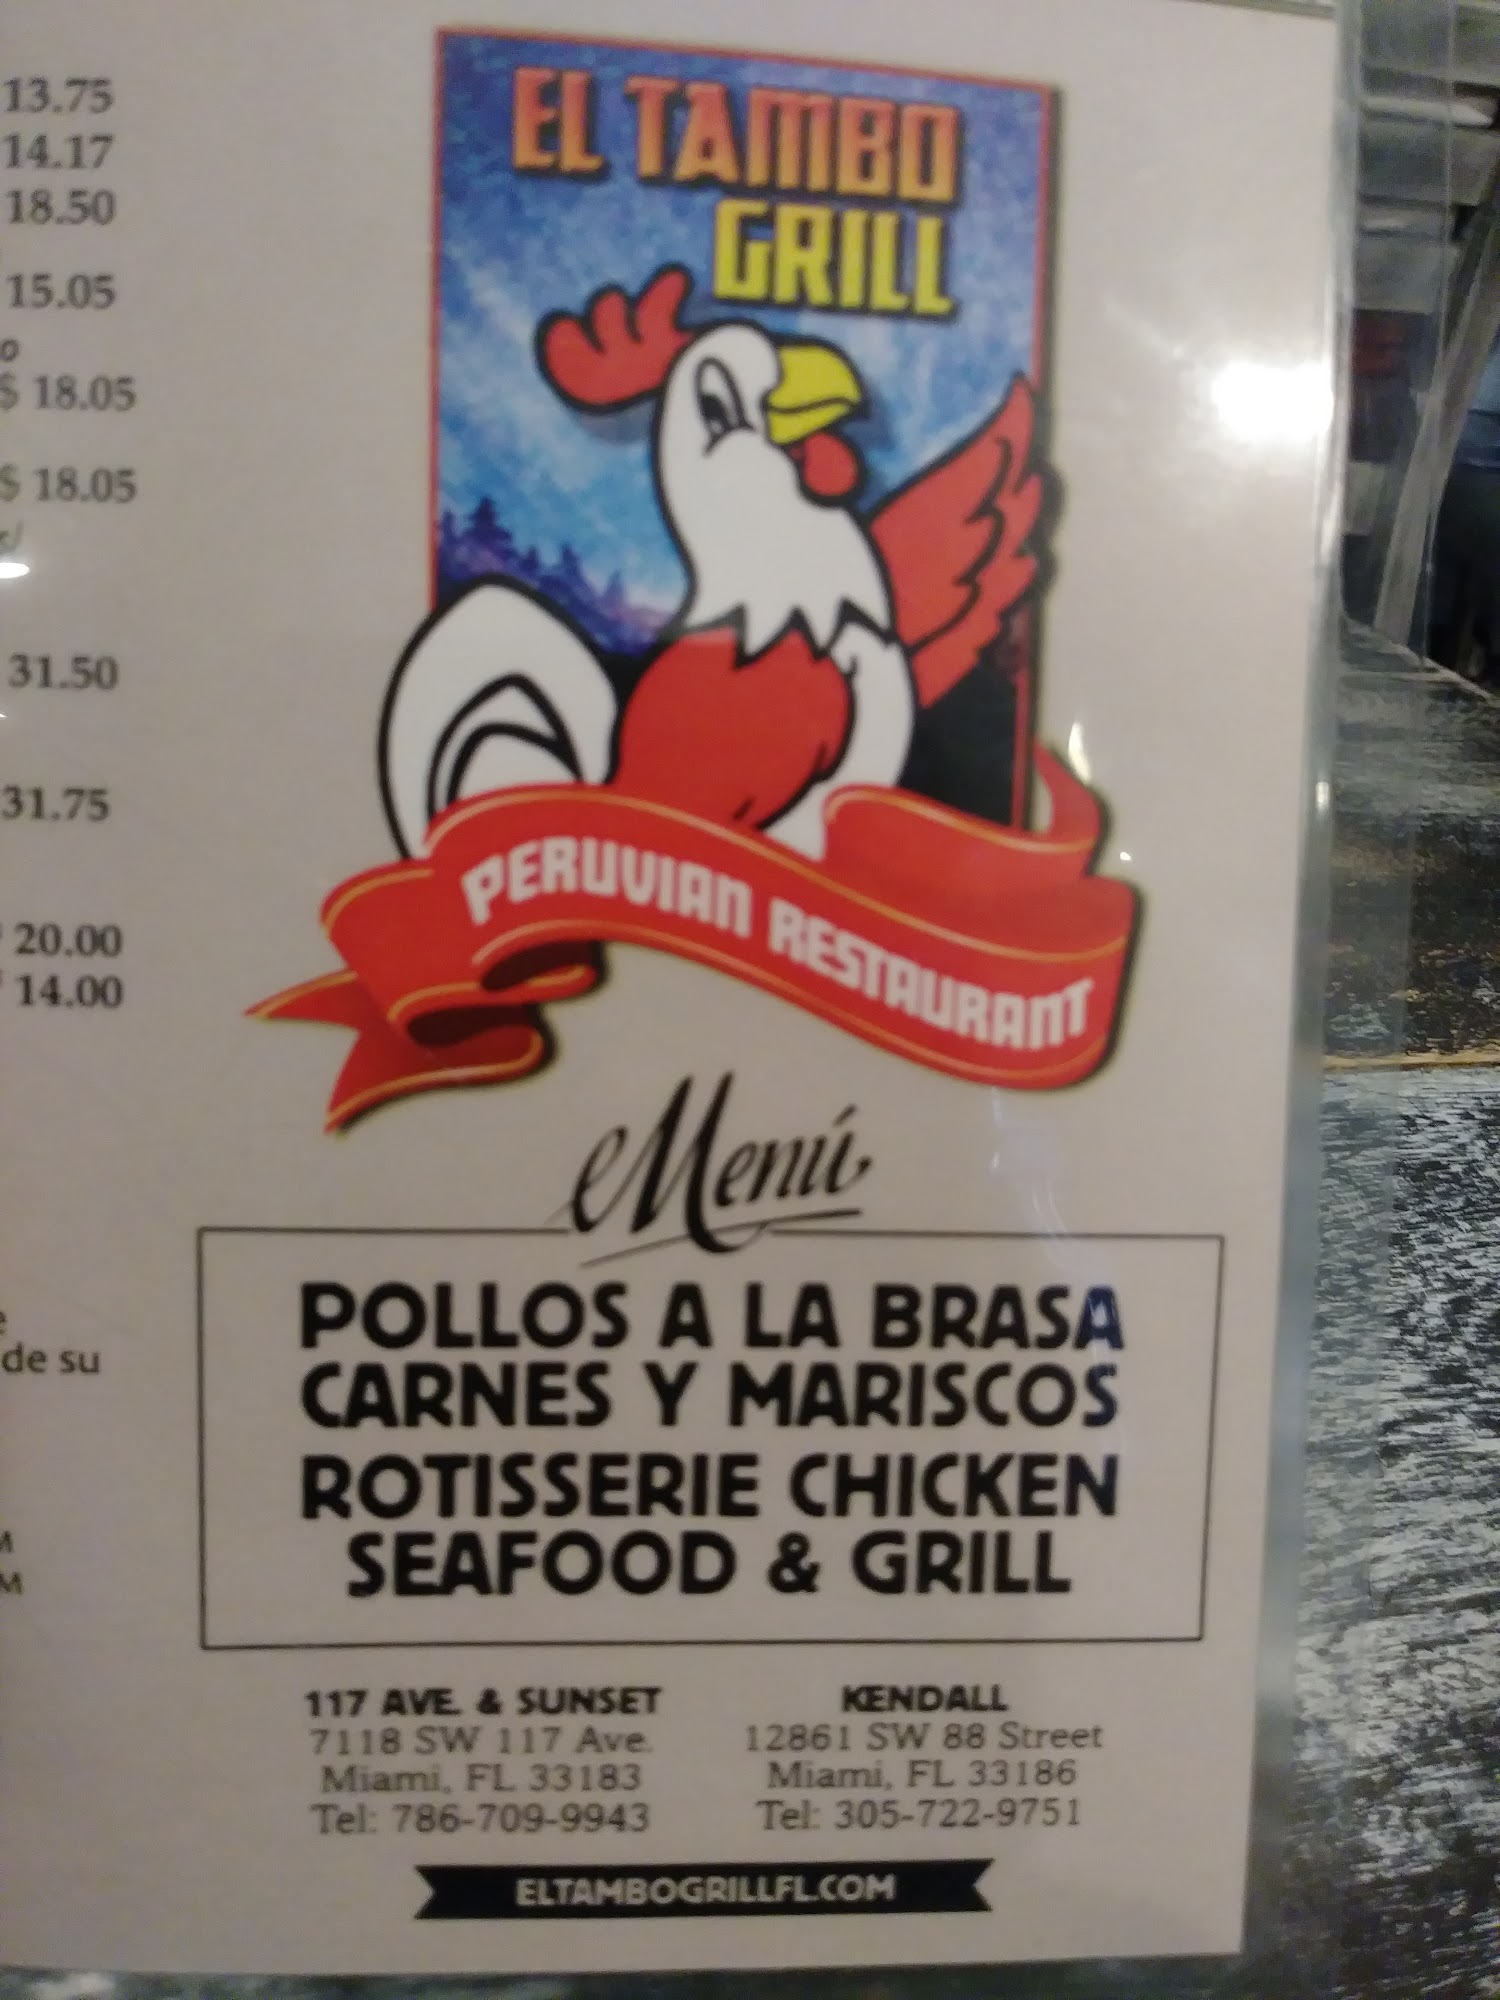 13.75
14.17
18.50
15.05
$ 18.05
$ 18.05
31.50
31.75
20.00
14.00
de su
EL TAMBO
GRILL
PERUVIAN RESTAURANT
Menú
POLLOS A LA BRASA
CARNES Y MARISCOS
ROTISSERIE CHICKEN
SEAFOOD & GRILL
117 AVE. & SUNSET
7118 SW 117 Ave.
Miami, FL 33183
Tel: 786-709-9943
KENDALL
12861 SW 88 Street
Miami, FL 33186
Tel: 305-722-9751
ELTAMBOGRILLFL.COM